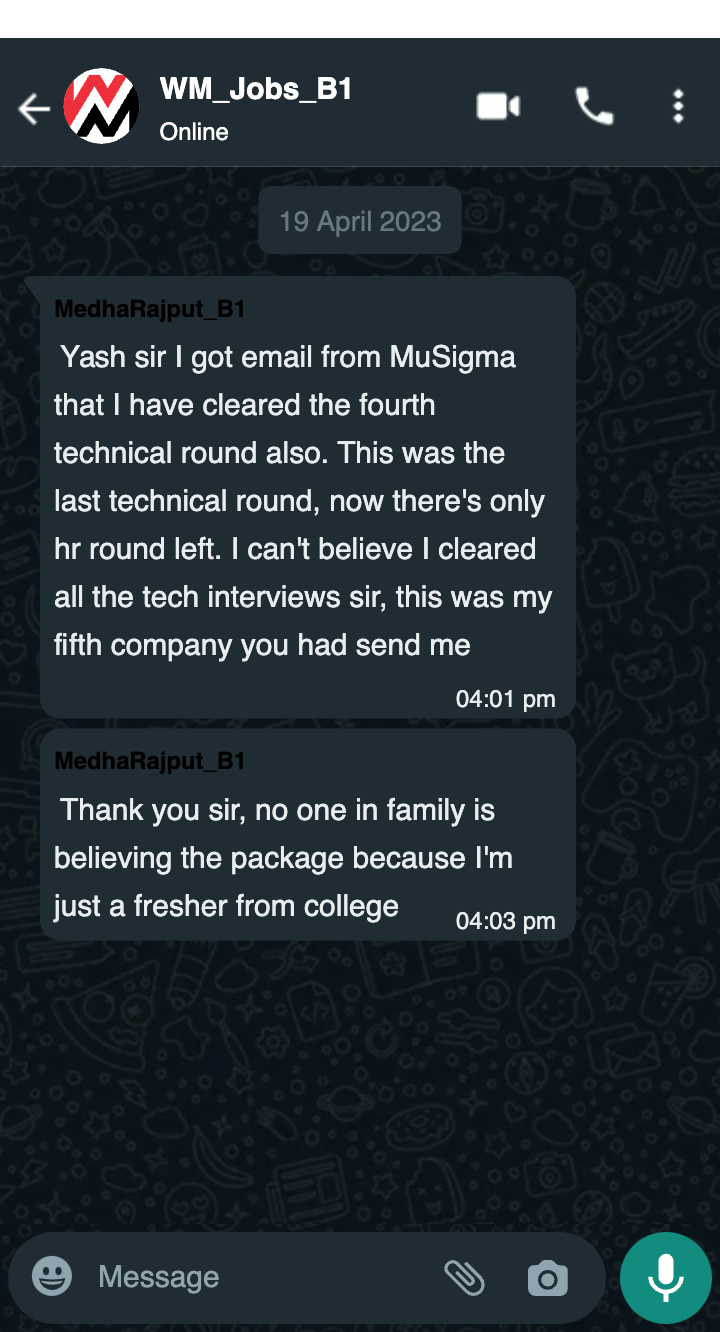 WM_Jobs_B1
Online
19 April 2023
MedhaRajput_B1
Yash sir I got email from MuSigma
that I have cleared the fourth
technical round also. This was the
last technical round, now there's only
hr round left. I can't believe I cleared
all the tech interviews sir, this was my
fifth company you had send me
04:01 pm
MedhaRajput_B1
Thank you sir, no one in family is
believing the package because I'm
just a fresher from college
04:03 pm
Message